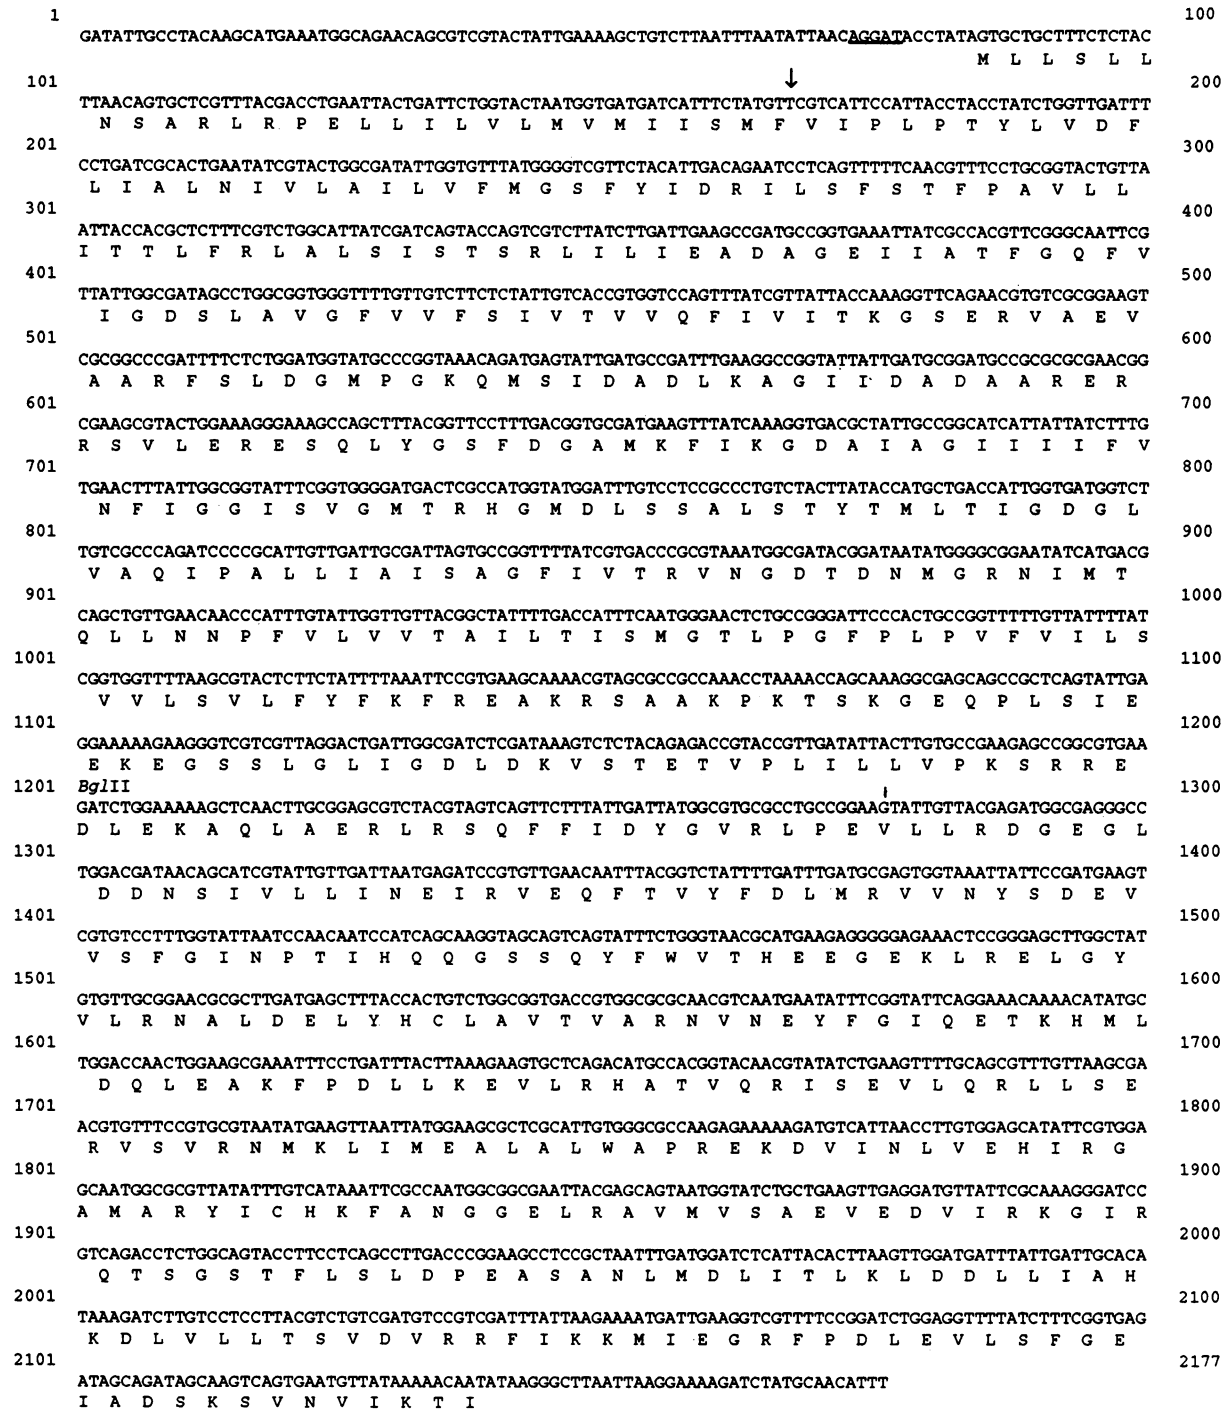 1 100
GATATTGCCTACAAGCATGAAATGGCAGAACAGCGTCGTACTATTGAAAAGCTGTCTTAATTTAATATTAACAGGATACCTATAGTGCTGCTTTCTCTAC
M L L S L L
101 ↓ 200
TTAACAGTGCTCGTTTACGACCTGAATTACTGATTCTGGTACTAATGGTGATGATCATTTCTATGTTCGTCATTCCATTACCTACCTATCTGGTTGATTT
N S A R L R P E L L I L V L M V M I I S M F V I P L P T Y L V D F
201 300
CCTGATCGCACTGAATATCGTACTGGCGATATTGGTGTTTATGGGGTCGTTCTACATTGACAGAATCCTCAGTTTTTCAACGTTTCCTGCGGTACTGTTA
L I A L N I V L A I L V F M G S F Y I D R I L S F S T F P A V L L
301 400
ATTACCACGCTCTTTCGTCTGGCATTATCGATCAGTACCAGTCGTCTTATCTTGATTGAAGCCGATGCCGGTGAAATTATCGCCACGTTCGGGCAATTCG
I T T L F R L A L S I S T S R L I L I E A D A G E I I A T F G Q F V
401 500
TTATTGGCGATAGCCTGGCGGTGGGTTTTGTTGTCTTCTCTATTGTCACCGTGGTCCAGTTTATCGTTATTACCAAAGGTTCAGAACGTGTCGCGGAAGT
I G D S L A V G F V V F S I V T V V Q F I V I T K G S E R V A E V
501 600
CGCGGCCCGATTTTCTCTGGATGGTATGCCCGGTAAACAGATGAGTATTGATGCCGATTTGAAGGCCGGTATTATTGATGCGGATGCCGCGCGCGAACGG
A A R F S L D G M P G K Q M S I D A D L K A G I I D A D A A R E R
601 700
CGAAGCGTACTGGAAAGGGAAAGCCAGCTTTACGGTTCCTTTGACGGTGCGATGAAGTTTATCAAAGGTGACGCTATTGCCGGCATCATTATTATCTTTG
R S V L E R E S Q L Y G S F D G A M K F I K G D A I A G I I I I F V
701 800
TGAACTTTATTGGCGGTATTTCGGTGGGGATGACTCGCCATGGTATGGATTTGTCCTCCGCCCTGTCTACTTATACCATGCTGACCATTGGTGATGGTCT
N F I G G I S V G M T R H G M D L S S A L S T Y T M L T I G D G L
801 900
TGTCGCCCAGATCCCCGCATTGTTGATTGCGATTAGTGCCGGTTTTATCGTGACCCGCGTAAATGGCGATACGGATAATATGGGGCGGAATATCATGACG
V A Q I P A L L I A I S A G F I V T R V N G D T D N M G R N I M T
901 1000
CAGCTGTTGAACAACCCATTTGTATTGGTTGTTACGGCTATTTTGACCATTTCAATGGGAACTCTGCCGGGATTCCCACTGCCGGTTTTTGTTATTTTAT
Q L L N N P F V L V V T A I L T I S M G T L P G F P L P V F V I L S
1001 1100
CGGTGGTTTTAAGCGTACTCTTCTATTTTAAATTCCGTGAAGCAAAACGTAGCGCCGCCAAACCTAAAACCAGCAAAGGCGAGCAGCCGCTCAGTATTGA
V V L S V L F Y F K F R E A K R S A A K P K T S K G E Q P L S I E
1101 1200
GGAAAAAGAAGGGTCGTCGTTAGGACTGATTGGCGATCTCGATAAAGTCTCTACAGAGACCGTACCGTTGATATTACTTGTGCCGAAGAGCCGGCGTGAA
E K E G S S L G L I G D L D K V S T E T V P L I L L V P K S R R E
1201 BglII 1300
GATCTGGAAAAAGCTCAACTTGCGGAGCGTCTACGTAGTCAGTTCTTTATTGATTATGGCGTGCGCCTGCCGGAAGTATTGTTACGAGATGGCGAGGGCC
D L E K A Q L A E R L R S Q F F I D Y G V R L P E V L L R D G E G L
1301 1400
TGGACGATAACAGCATCGTATTGTTGATTAATGAGATCCGTGTTGAACAATTTACGGTCTATTTTGATTTGATGCGAGTGGTAAATTATTCCGATGAAGT
D D N S I V L L I N E I R V E Q F T V Y F D L M R V V N Y S D E V
1401 1500
CGTGTCCTTTGGTATTAATCCAACAATCCATCAGCAAGGTAGCAGTCAGTATTTCTGGGTAACGCATGAAGAGGGGGAGAAACTCCGGGAGCTTGGCTAT
V S F G I N P T I H Q Q G S S Q Y F W V T H E E G E K L R E L G Y
1501 1600
GTGTTGCGGAACGCGCTTGATGAGCTTTACCACTGTCTGGCGGTGACCGTGGCGCGCAACGTCAATGAATATTTCGGTATTCAGGAAACAAAACATATGC
V L R N A L D E L Y H C L A V T V A R N V N E Y F G I Q E T K H M L
1601 1700
TGGACCAACTGGAAGCGAAATTTCCTGATTTACTTAAAGAAGTGCTCAGACATGCCACGGTACAACGTATATCTGAAGTTTTGCAGCGTTTGTTAAGCGA
D Q L E A K F P D L L K E V L R H A T V Q R I S E V L Q R L L S E
1701 1800
ACGTGTTTCCGTGCGTAATATGAAGTTAATTATGGAAGCGCTCGCATTGTGGGCGCCAAGAGAAAAAGATGTCATTAACCTTGTGGAGCATATTCGTGGA
R V S V R N M K L I M E A L A L W A P R E K D V I N L V E H I R G
1801 1900
GCAATGGCGCGTTATATTTGTCATAAATTCGCCAATGGCGGCGAATTACGAGCAGTAATGGTATCTGCTGAAGTTGAGGATGTTATTCGCAAAGGGATCC
A M A R Y I C H K F A N G G E L R A V M V S A E V E D V I R K G I R
1901 2000
GTCAGACCTCTGGCAGTACCTTCCTCAGCCTTGACCCGGAAGCCTCCGCTAATTTGATGGATCTCATTACACTTAAGTTGGATGATTTATTGATTGCACA
Q T S G S T F L S L D P E A S A N L M D L I T L K L D D L L I A H
2001 2100
TAAAGATCTTGTCCTCCTTACGTCTGTCGATGTCCGTCGATTTATTAAGAAAATGATTGAAGGTCGTTTTCCGGATCTGGAGGTTTTATCTTTCGGTGAG
K D L V L L T S V D V R R F I K K M I E G R F P D L E V L S F G E
2101 2177
ATAGCAGATAGCAAGTCAGTGAATGTTATAAAAACAATATAAGGGCTTAATTAAGGAAAAGATCTATGCAACATTT
I A D S K S V N V I K T I